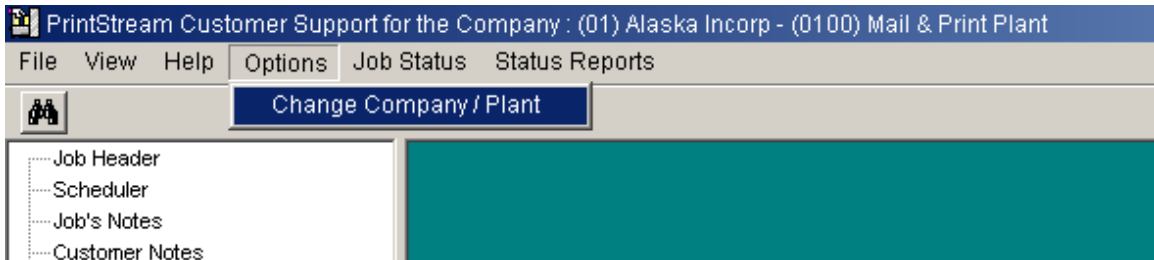 PrintStream Customer Support for the Company : (01) Alaska Incorp - (0100) Mail & Print Plant
File View Help Options Job Status Status Reports
Change Company / Plant
Job Header
Scheduler
Job's Notes
Customer Notes